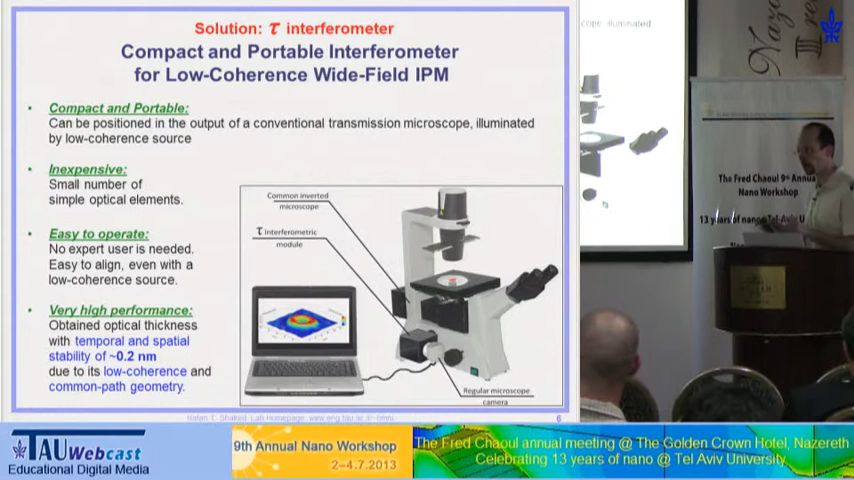 Solution: τ interferometer
Compact and Portable Interferometer
for Low-Coherence Wide-Field IPM
• Compact and Portable:
Can be positioned in the output of a conventional transmission microscope, illuminated
by low-coherence source
• Inexpensive:
Small number of
simple optical elements.
• Easy to operate:
No expert user is needed.
Easy to align, even with a
low-coherence source.
• Very high performance:
Obtained optical thickness
with temporal and spatial
stability of ~0.2 nm
due to its low-coherence and
common-path geometry.
Common inverted
microscope
τ Interferometric
module
Regular microscope
camera
6
cope illuminated
The Fred Chaoul 9th Annua
Nano Workshop
13 years of nano @ Tel-Aviv U
TAU Webcast
Educational Digital Media
9th Annual Nano Workshop
2–4.7.2013
The Fred Chaoul annual meeting @ The Golden Crown Hotel, Nazereth
Celebrating 13 years of nano @ Tel Aviv University